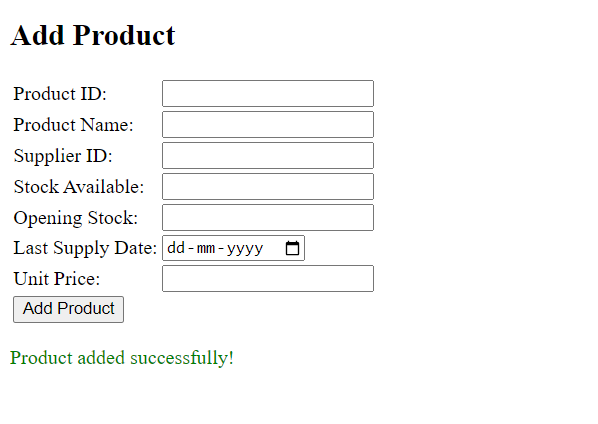 Add Product
Product ID:
Product Name:
Supplier ID:
Stock Available:
Opening Stock:
Last Supply Date: dd-mm-yyyy
Unit Price:
Add Product
Product added successfully!